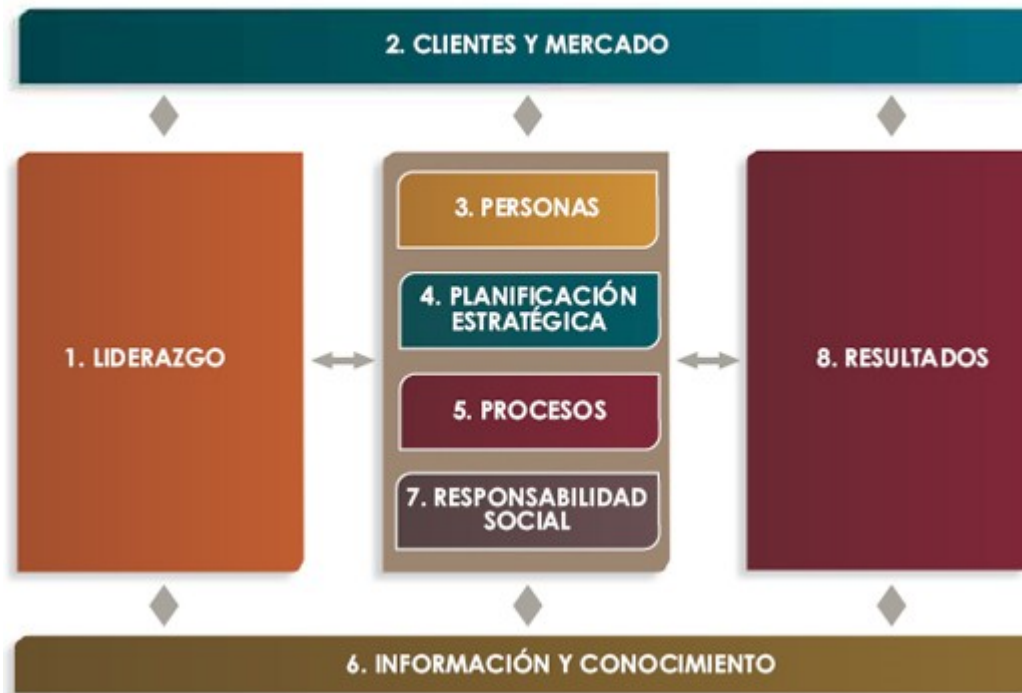 2. CLIENTES Y MERCADO
1. LIDERAZGO
3. PERSONAS
4. PLANIFICACIÓN
ESTRATÉGICA
5. PROCESOS
7. RESPONSABILIDAD
SOCIAL
8. RESULTADOS
6. INFORMACIÓN Y CONOCIMIENTO